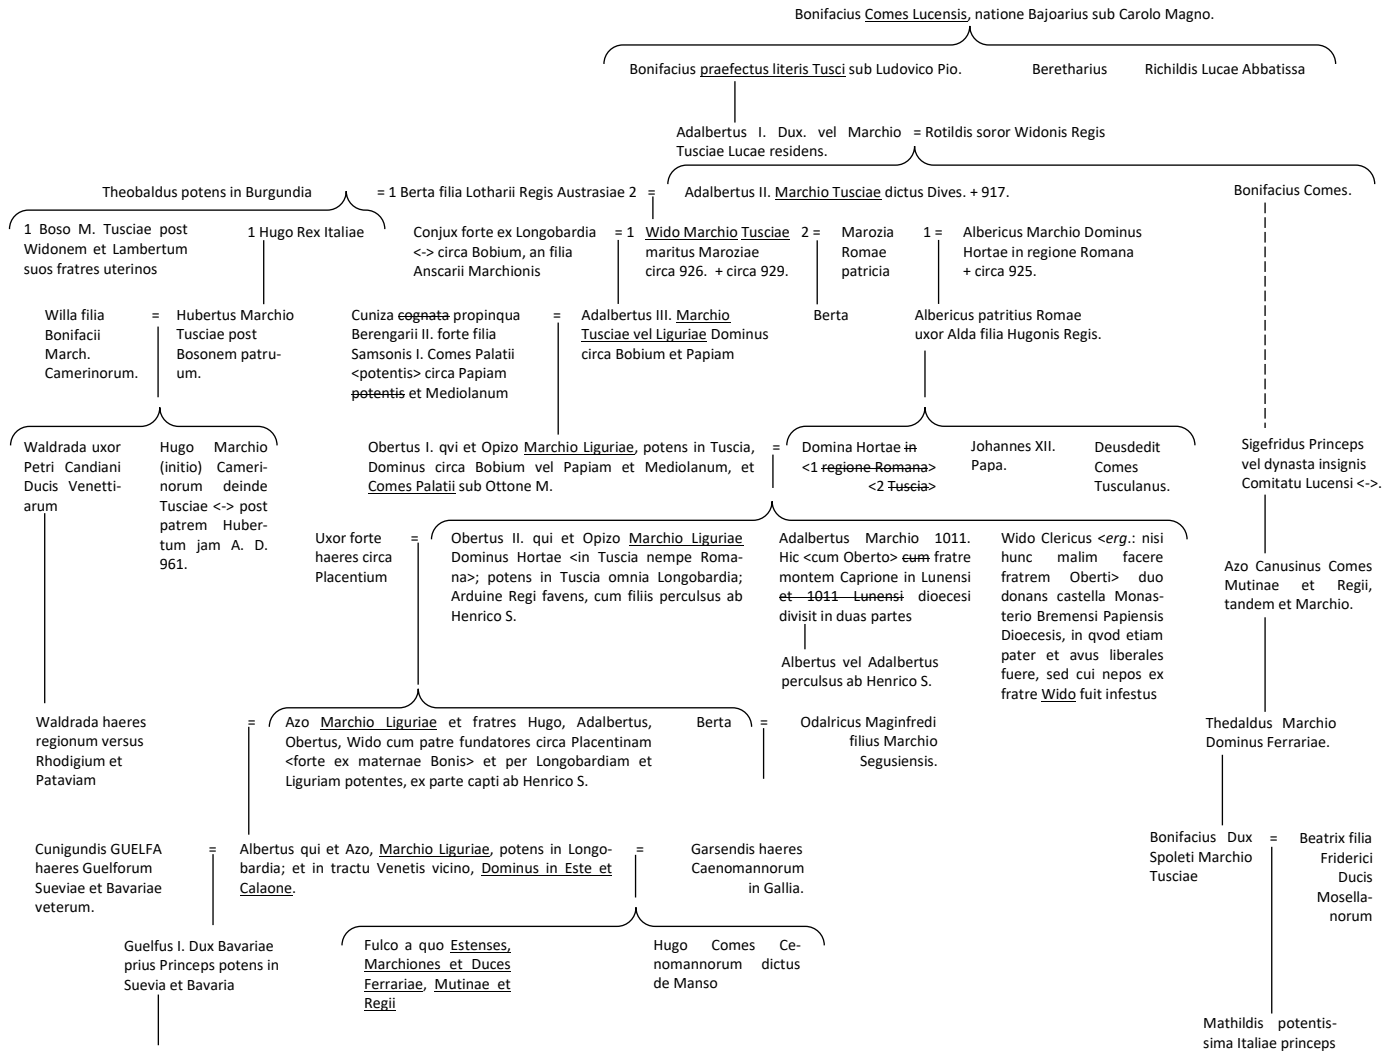 Bonifacius Comes Lucensis, natione Bajoarius sub Carolo Magno.
Bonifacius praefectus literis Tusci sub Ludovico Pio.
Beretharius
Richildis Lucae Abbatissa
Adalbertus I. Dux. vel Marchio
Tusciae Lucae residens.
= Rotildis soror Widonis Regis
Theobaldus potens in Burgundia
= 1 Berta filia Lotharii Regis Austrasiae 2 =
Adalbertus II. Marchio Tusciae dictus Dives. + 917.
Bonifacius Comes.
1 Boso M. Tusciae post
Widonem et Lambertum
suos fratres uterinos
1 Hugo Rex Italiae
Conjux forte ex Longobardia
<-> circa Bobium, an filia
Anscarii Marchionis
= 1
Wido Marchio Tusciae
maritus Maroziae
circa 926. + circa 929.
2 =
Marozia
Romae
patricia
1 =
Albericus Marchio Dominus
Hortae in regione Romana
+ circa 925.
Willa filia
Bonifacii
March.
Camerinorum.
=
Hubertus Marchio
Tusciae post
Bosonem patru-
um.
Cuniza cognata propinqua
Berengarii II. forte filia
Samsonis I. Comes Palatii
<potentis> circa Papiam
potentis et Mediolanum
=
Adalbertus III. Marchio
Tusciae vel Liguriae Dominus
circa Bobium et Papiam
Berta
Albericus patritius Romae
uxor Alda filia Hugonis Regis.
Waldrada uxor
Petri Candiani
Ducis Venetti-
arum
Hugo Marchio
(initio) Cameri-
norum deinde
Tusciae <-> post
patrem Huber-
tum jam A. D.
961.
Obertus I. qvi et Opizo Marchio Liguriae, potens in Tuscia,
Dominus circa Bobium vel Papiam et Mediolanum, et
Comes Palatii sub Ottone M.
=
Domina Hortae in
<1 regione Romana>
<2 Tuscia>
Johannes XII.
Papa.
Deusdedit
Comes
Tusculanus.
Sigefridus Princeps
vel dynasta insignis
Comitatu Lucensi <->.
Uxor forte
haeres circa
Placentium
=
Obertus II. qui et Opizo Marchio Liguriae
Dominus Hortae <in Tuscia nempe Roma-
na>; potens in Tuscia omnia Longobardia;
Arduine Regi favens, cum filiis perculsus ab
Henrico S.
Adalbertus Marchio 1011.
Hic <cum Oberto> cum fratre
montem Caprione in Lunensi
et 1011 Lunensi dioecesi
divisit in duas partes
Wido Clericus <erg.: nisi
hunc malim facere
fratrem Oberti> duo
donans castella Monas-
terio Bremensi Papiensis
Dioecesis, in qvod etiam
pater et avus liberales
fuere, sed cui nepos ex
fratre Wido fuit infestus
Azo Canusinus Comes
Mutinae et Regii,
tandem et Marchio.
Albertus vel Adalbertus
perculsus ab Henrico S.
Waldrada haeres
regionum versus
Rhodigium et
Pataviam
=
Azo Marchio Liguriae et fratres Hugo, Adalbertus,
Obertus, Wido cum patre fundatores circa Placentinam
<forte ex maternae Bonis> et per Longobardiam et
Liguriam potentes, ex parte capti ab Henrico S.
Berta
=
Odalricus Maginfredi
filius Marchio
Segusiensis.
Thedaldus Marchio
Dominus Ferrariae.
Cunigundis GUELFA
haeres Guelforum
Sueviae et Bavariae
veterum.
=
Albertus qui et Azo, Marchio Liguriae, potens in Longo-
bardia; et in tractu Venetis vicino, Dominus in Este et
Calaone.
=
Garsendis haeres
Caenomannorum
in Gallia.
Bonifacius Dux
Spoleti Marchio
Tusciae
=
Beatrix filia
Friderici
Ducis
Mosella-
norum
Guelfus I. Dux Bavariae
prius Princeps potens in
Suevia et Bavaria
Fulco a quo Estenses,
Marchiones et Duces
Ferrariae, Mutinae et
Regii
Hugo Comes Ce-
nomannorum dictus
de Manso
Mathildis potentis-
sima Italiae princeps